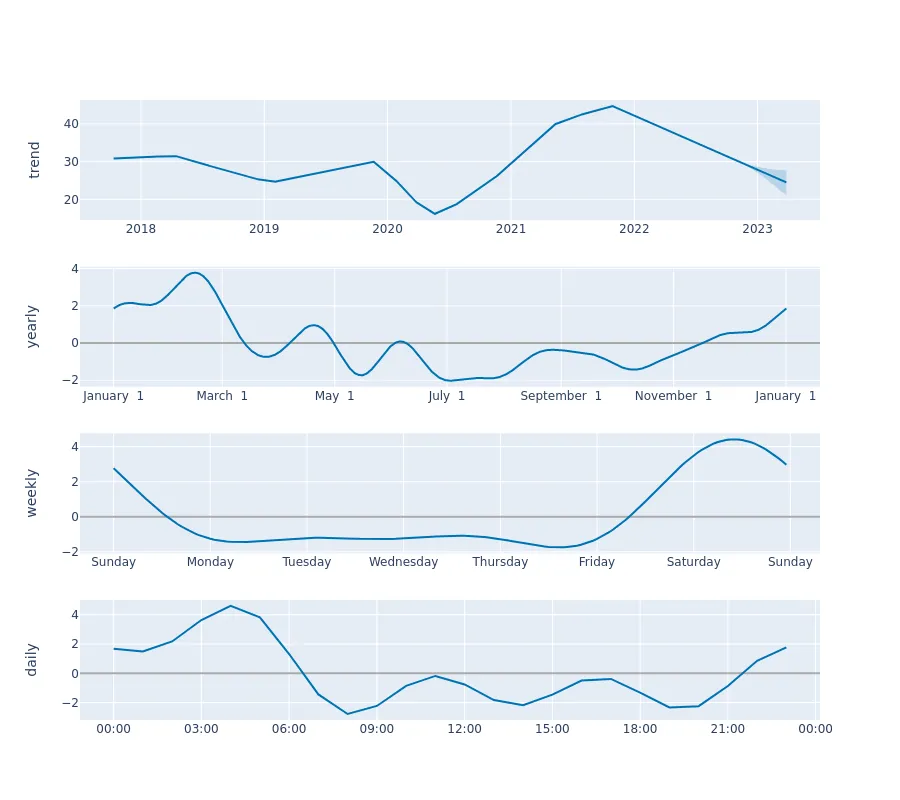 trend
40
30
20
2018 2019 2020 2021 2022 2023
yearly
4
2
0
−2
January 1 March 1 May 1 July 1 September 1 November 1 January 1
weekly
4
2
0
−2
Sunday Monday Tuesday Wednesday Thursday Friday Saturday Sunday
daily
4
2
0
−2
00:00 03:00 06:00 09:00 12:00 15:00 18:00 21:00 00:00